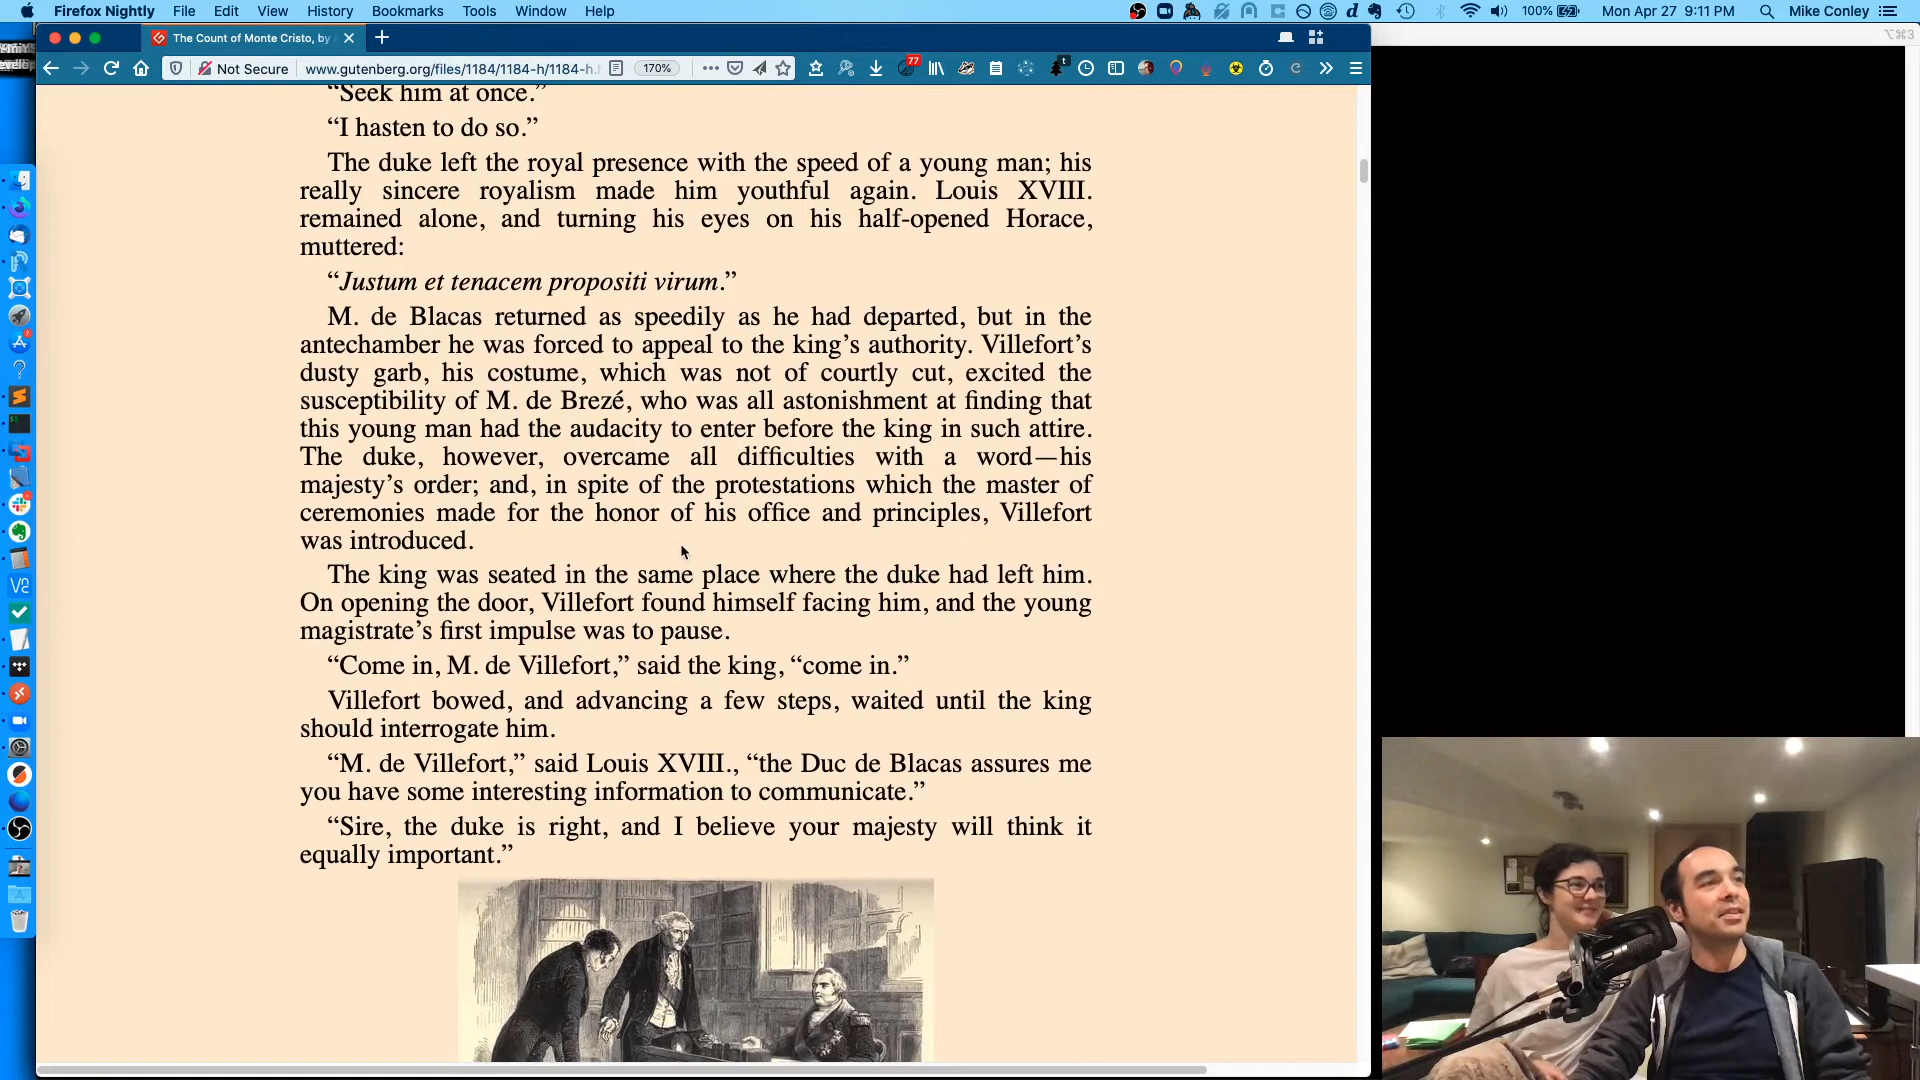 Firefox Nightly File Edit View History Bookmarks Tools Window Help 100% Mon Apr 27 9:11 PM Mike Conley
The Count of Monte Cristo, by
⌥⌘3
Not Secure www.gutenberg.org/files/1184/1184-h/1184-h. 170% 77
“Seek him at once.”
“I hasten to do so.”
The duke left the royal presence with the speed of a young man; his
really sincere royalism made him youthful again. Louis XVIII.
remained alone, and turning his eyes on his half-opened Horace,
muttered:
“Justum et tenacem propositi virum.”
M. de Blacas returned as speedily as he had departed, but in the
antechamber he was forced to appeal to the king’s authority. Villefort’s
dusty garb, his costume, which was not of courtly cut, excited the
susceptibility of M. de Brezé, who was all astonishment at finding that
this young man had the audacity to enter before the king in such attire.
The duke, however, overcame all difficulties with a word—his
majesty’s order; and, in spite of the protestations which the master of
ceremonies made for the honor of his office and principles, Villefort
was introduced.
The king was seated in the same place where the duke had left him.
On opening the door, Villefort found himself facing him, and the young
magistrate’s first impulse was to pause.
“Come in, M. de Villefort,” said the king, “come in.”
Villefort bowed, and advancing a few steps, waited until the king
should interrogate him.
“M. de Villefort,” said Louis XVIII., “the Duc de Blacas assures me
you have some interesting information to communicate.”
“Sire, the duke is right, and I believe your majesty will think it
equally important.”